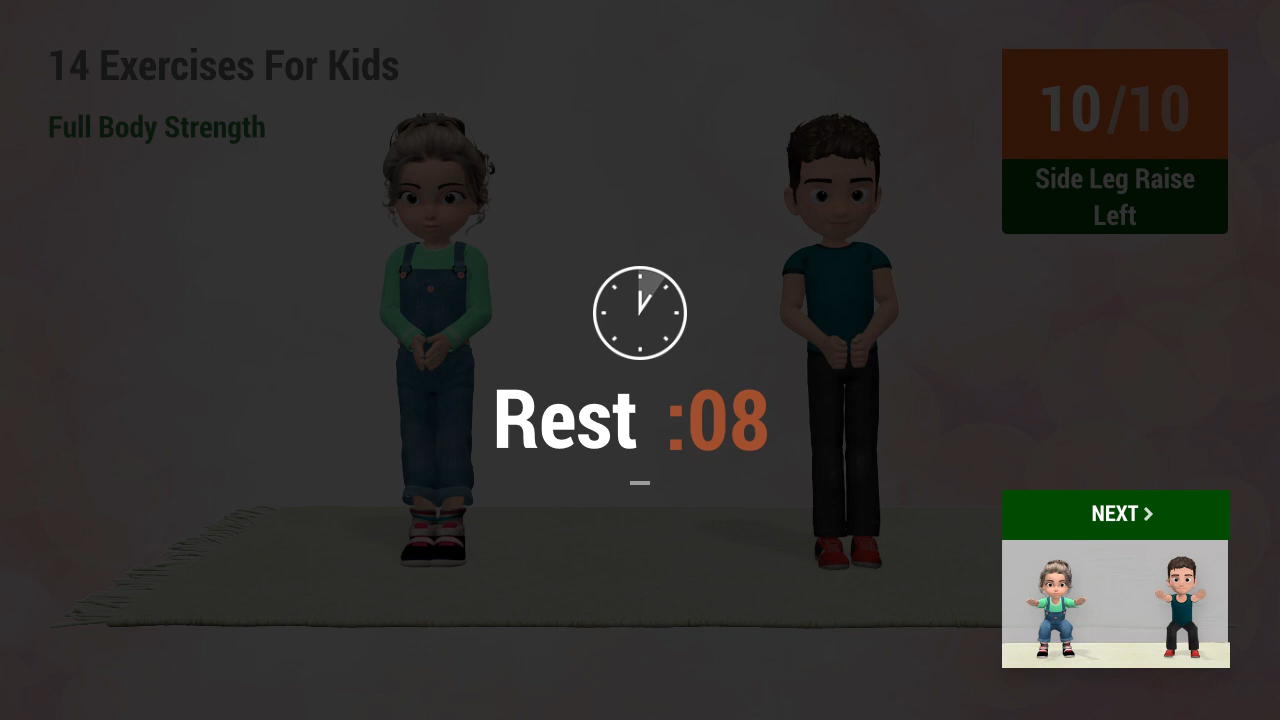 14 Exercises For Kids
Full Body Strength
10/10
Side Leg Raise
Left
Rest :08
NEXT